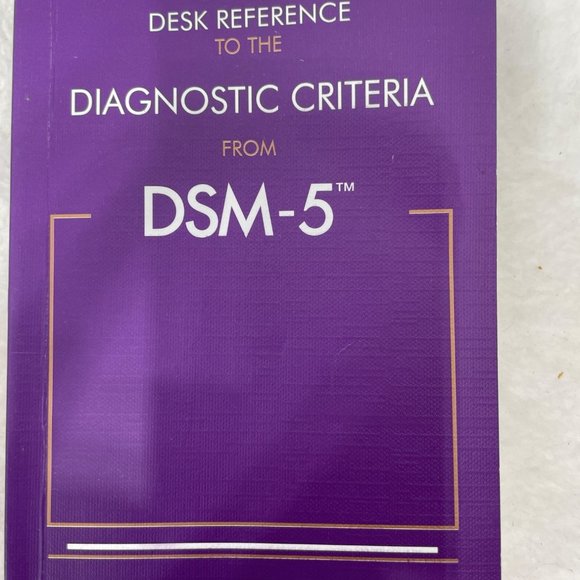 DESK REFERENCE
TO THE
DIAGNOSTIC CRITERIA
FROM
DSM-5™